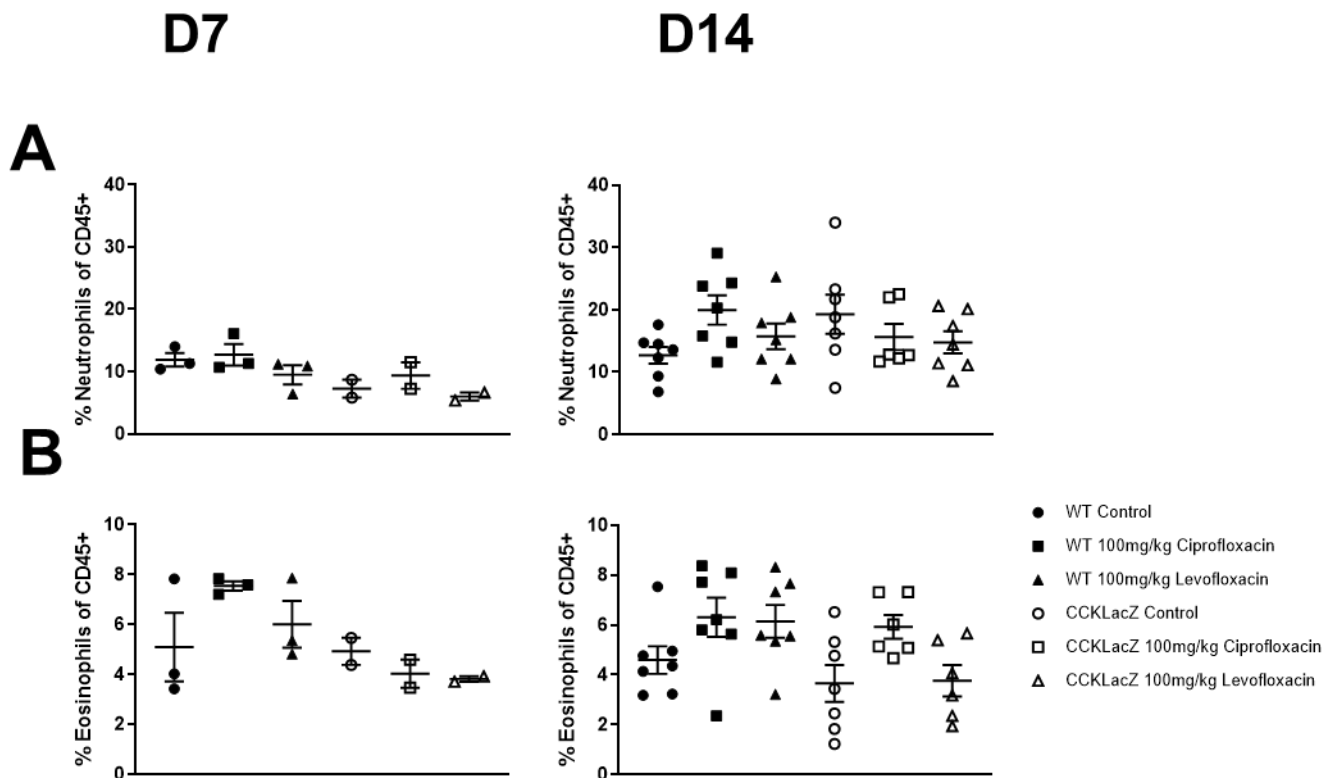 D7
D14
A
% Neutrophils of CD45+
40
30
20
10
0
% Neutrophils of CD45+
40
30
20
10
0
B
% Eosinophils of CD45+
10
8
6
4
2
0
% Eosinophils of CD45+
10
8
6
4
2
0
WT Control
WT 100mg/kg Ciprofloxacin
WT 100mg/kg Levofloxacin
CCKLacZ Control
CCKLacZ 100mg/kg Ciprofloxacin
CCKLacZ 100mg/kg Levofloxacin